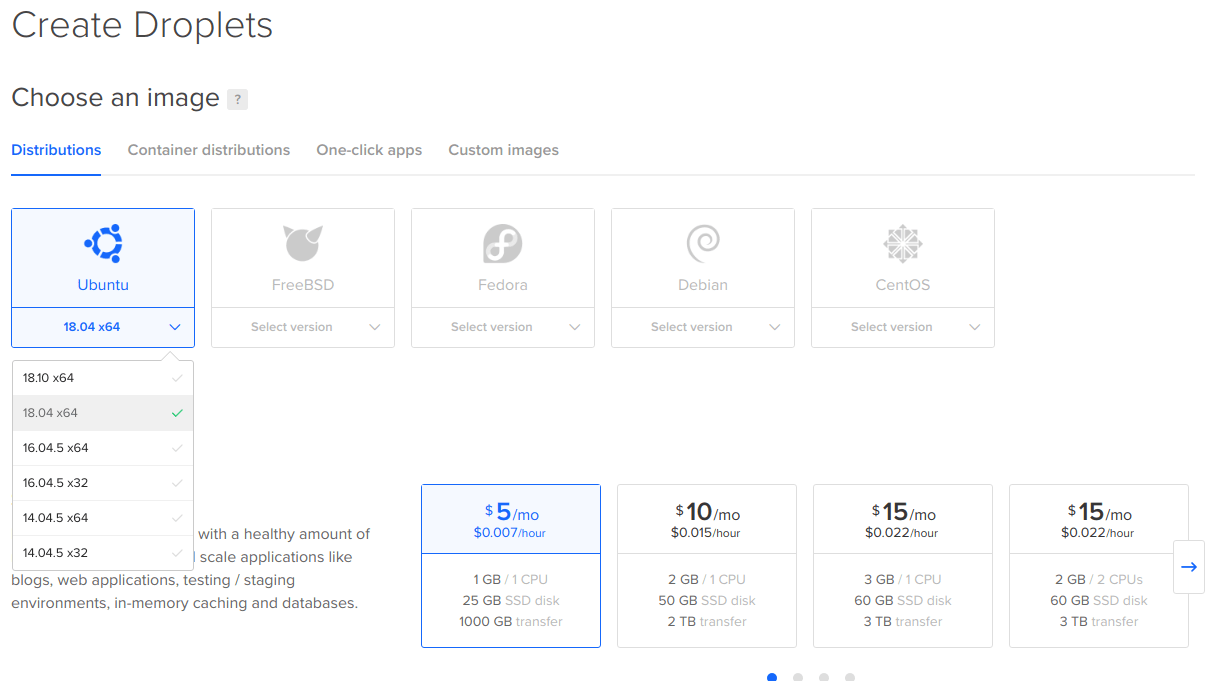 Create Droplets
Choose an image ?
Distributions Container distributions One-click apps Custom images
Ubuntu FreeBSD Fedora Debian CentOS
18.04 x64 Select version Select version Select version Select version
18.10 x64
18.04 x64
16.04.5 x64
16.04.5 x32
14.04.5 x64
14.04.5 x32
with a healthy amount of
scale applications like
blogs, web applications, testing / staging
environments, in-memory caching and databases.
$5/mo
$0.007/hour
1 GB / 1 CPU
25 GB SSD disk
1000 GB transfer
$10/mo
$0.015/hour
2 GB / 1 CPU
50 GB SSD disk
2 TB transfer
$15/mo
$0.022/hour
3 GB / 1 CPU
60 GB SSD disk
3 TB transfer
$15/mo
$0.022/hour
2 GB / 2 CPUs
60 GB SSD disk
3 TB transfer